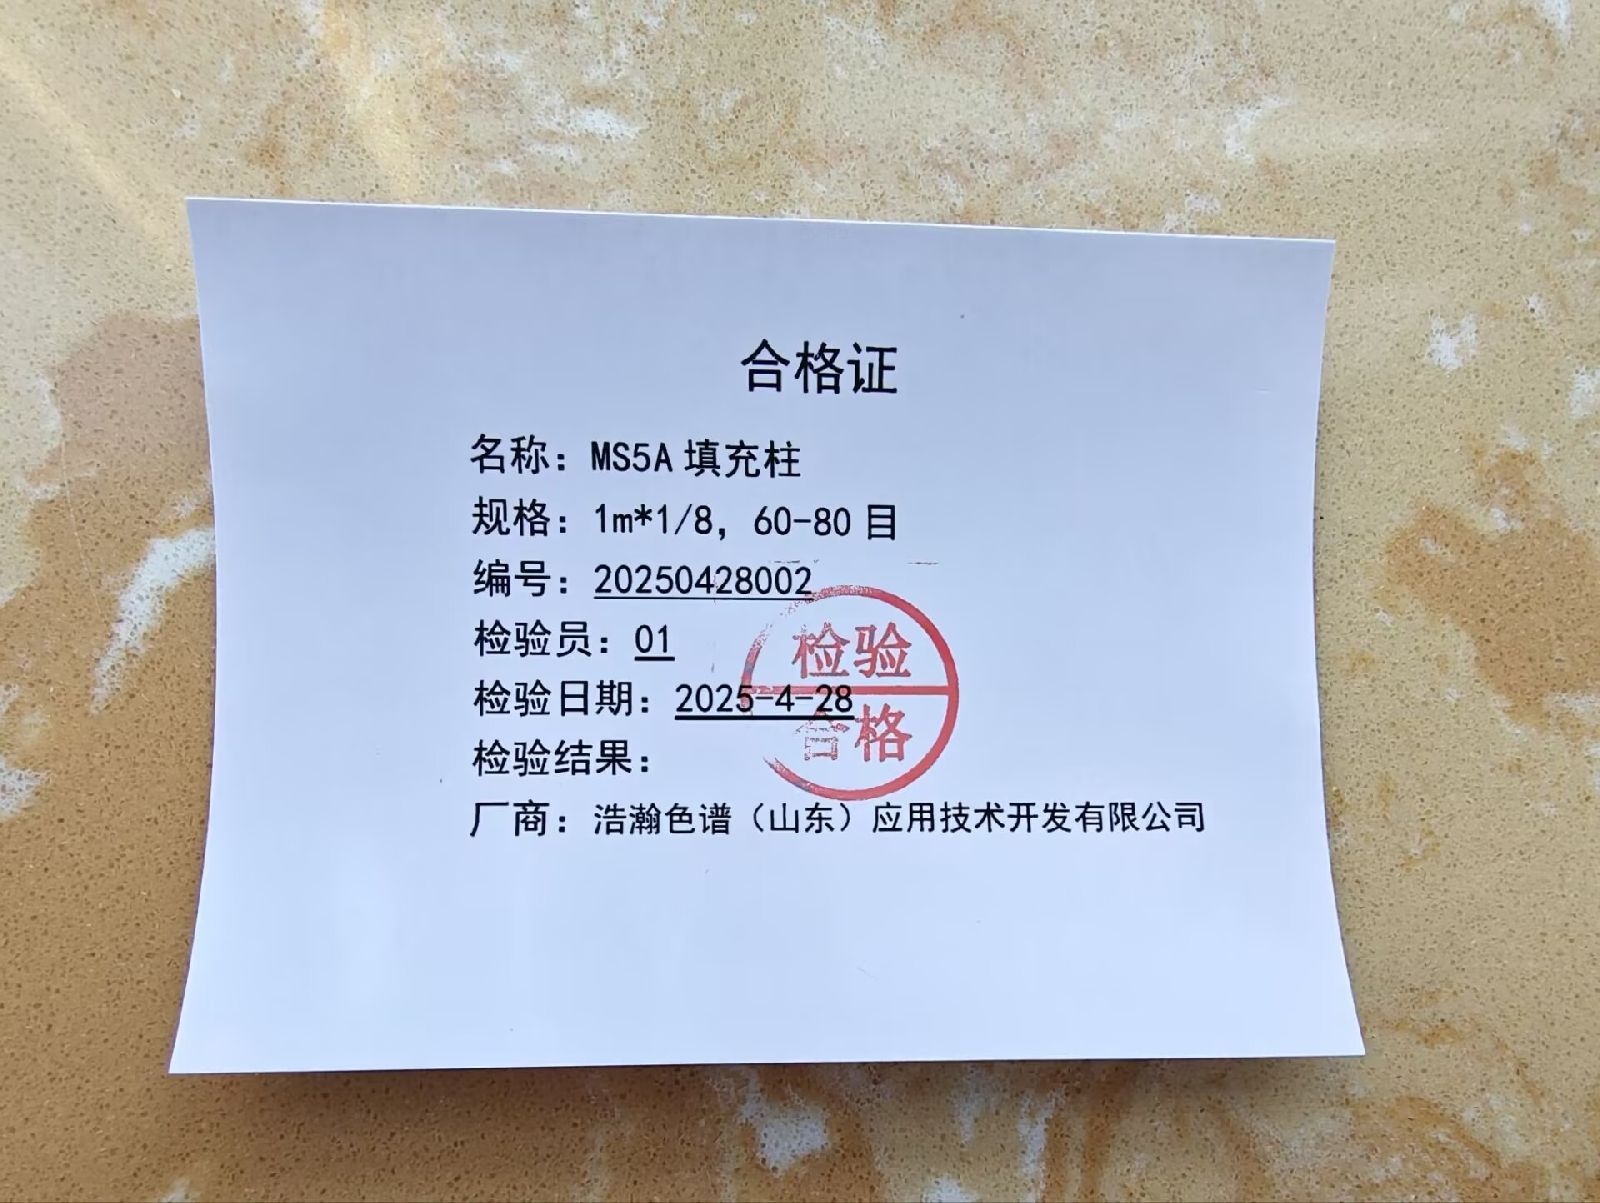 合格证
名称：MS5A 填充柱
规格：1m*1/8，60-80 目
编号：20250428002
检验员：01
检验日期：2025-4-28
检验结果：
检验
合格
厂商：浩瀚色谱（山东）应用技术开发有限公司